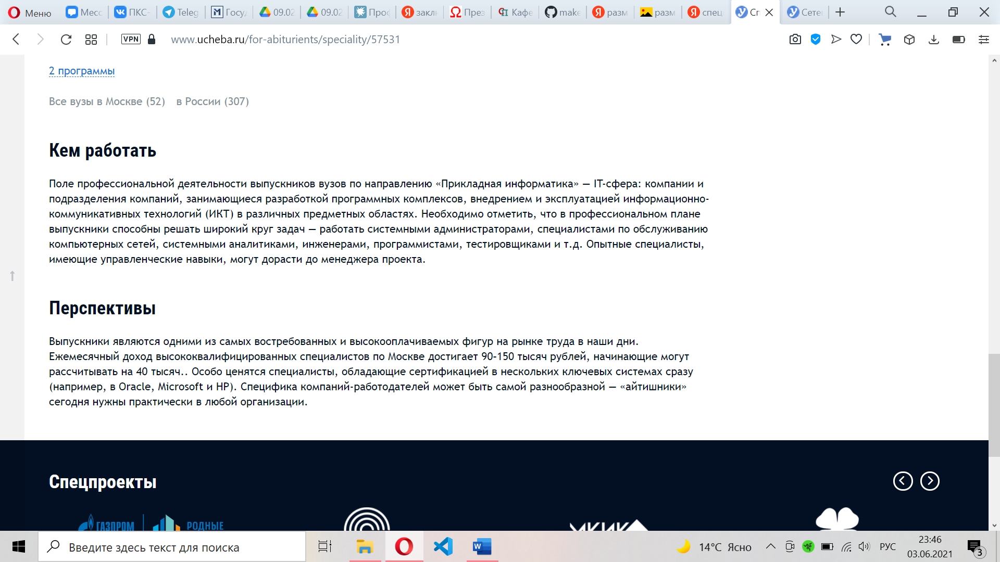 Меню
Месс
ПКС-
Teleg
Госу
09.02
09.02
Проф
заклю
През
Кафе
make
разм
разм
спец
Сп
Сетев
VPN
www.ucheba.ru/for-abiturients/speciality/57531
2 программы
Все вузы в Москве (52) в России (307)
Кем работать
Поле профессиональной деятельности выпускников вузов по направлению «Прикладная информатика» — IT-сфера: компании и
подразделения компаний, занимающиеся разработкой программных комплексов, внедрением и эксплуатацией информационно-
коммуникативных технологий (ИКТ) в различных предметных областях. Необходимо отметить, что в профессиональном плане
выпускники способны решать широкий круг задач — работать системными администраторами, специалистами по обслуживанию
компьютерных сетей, системными аналитиками, инженерами, программистами, тестировщиками и т.д. Опытные специалисты,
имеющие управленческие навыки, могут дорасти до менеджера проекта.
Перспективы
Выпускники являются одними из самых востребованных и высокооплачиваемых фигур на рынке труда в наши дни.
Ежемесячный доход высококвалифицированных специалистов по Москве достигает 90-150 тысяч рублей, начинающие могут
рассчитывать на 40 тысяч.. Особо ценятся специалисты, обладающие сертификацией в нескольких ключевых системах сразу
(например, в Oracle, Microsoft и HP). Специфика компаний-работодателей может быть самой разнообразной — «айтишники»
сегодня нужны практически в любой организации.
Спецпроекты
ГАЗПРОМ
РОДНЫЕ
Введите здесь текст для поиска
14°C Ясно
РУС
23:46
03.06.2021
3